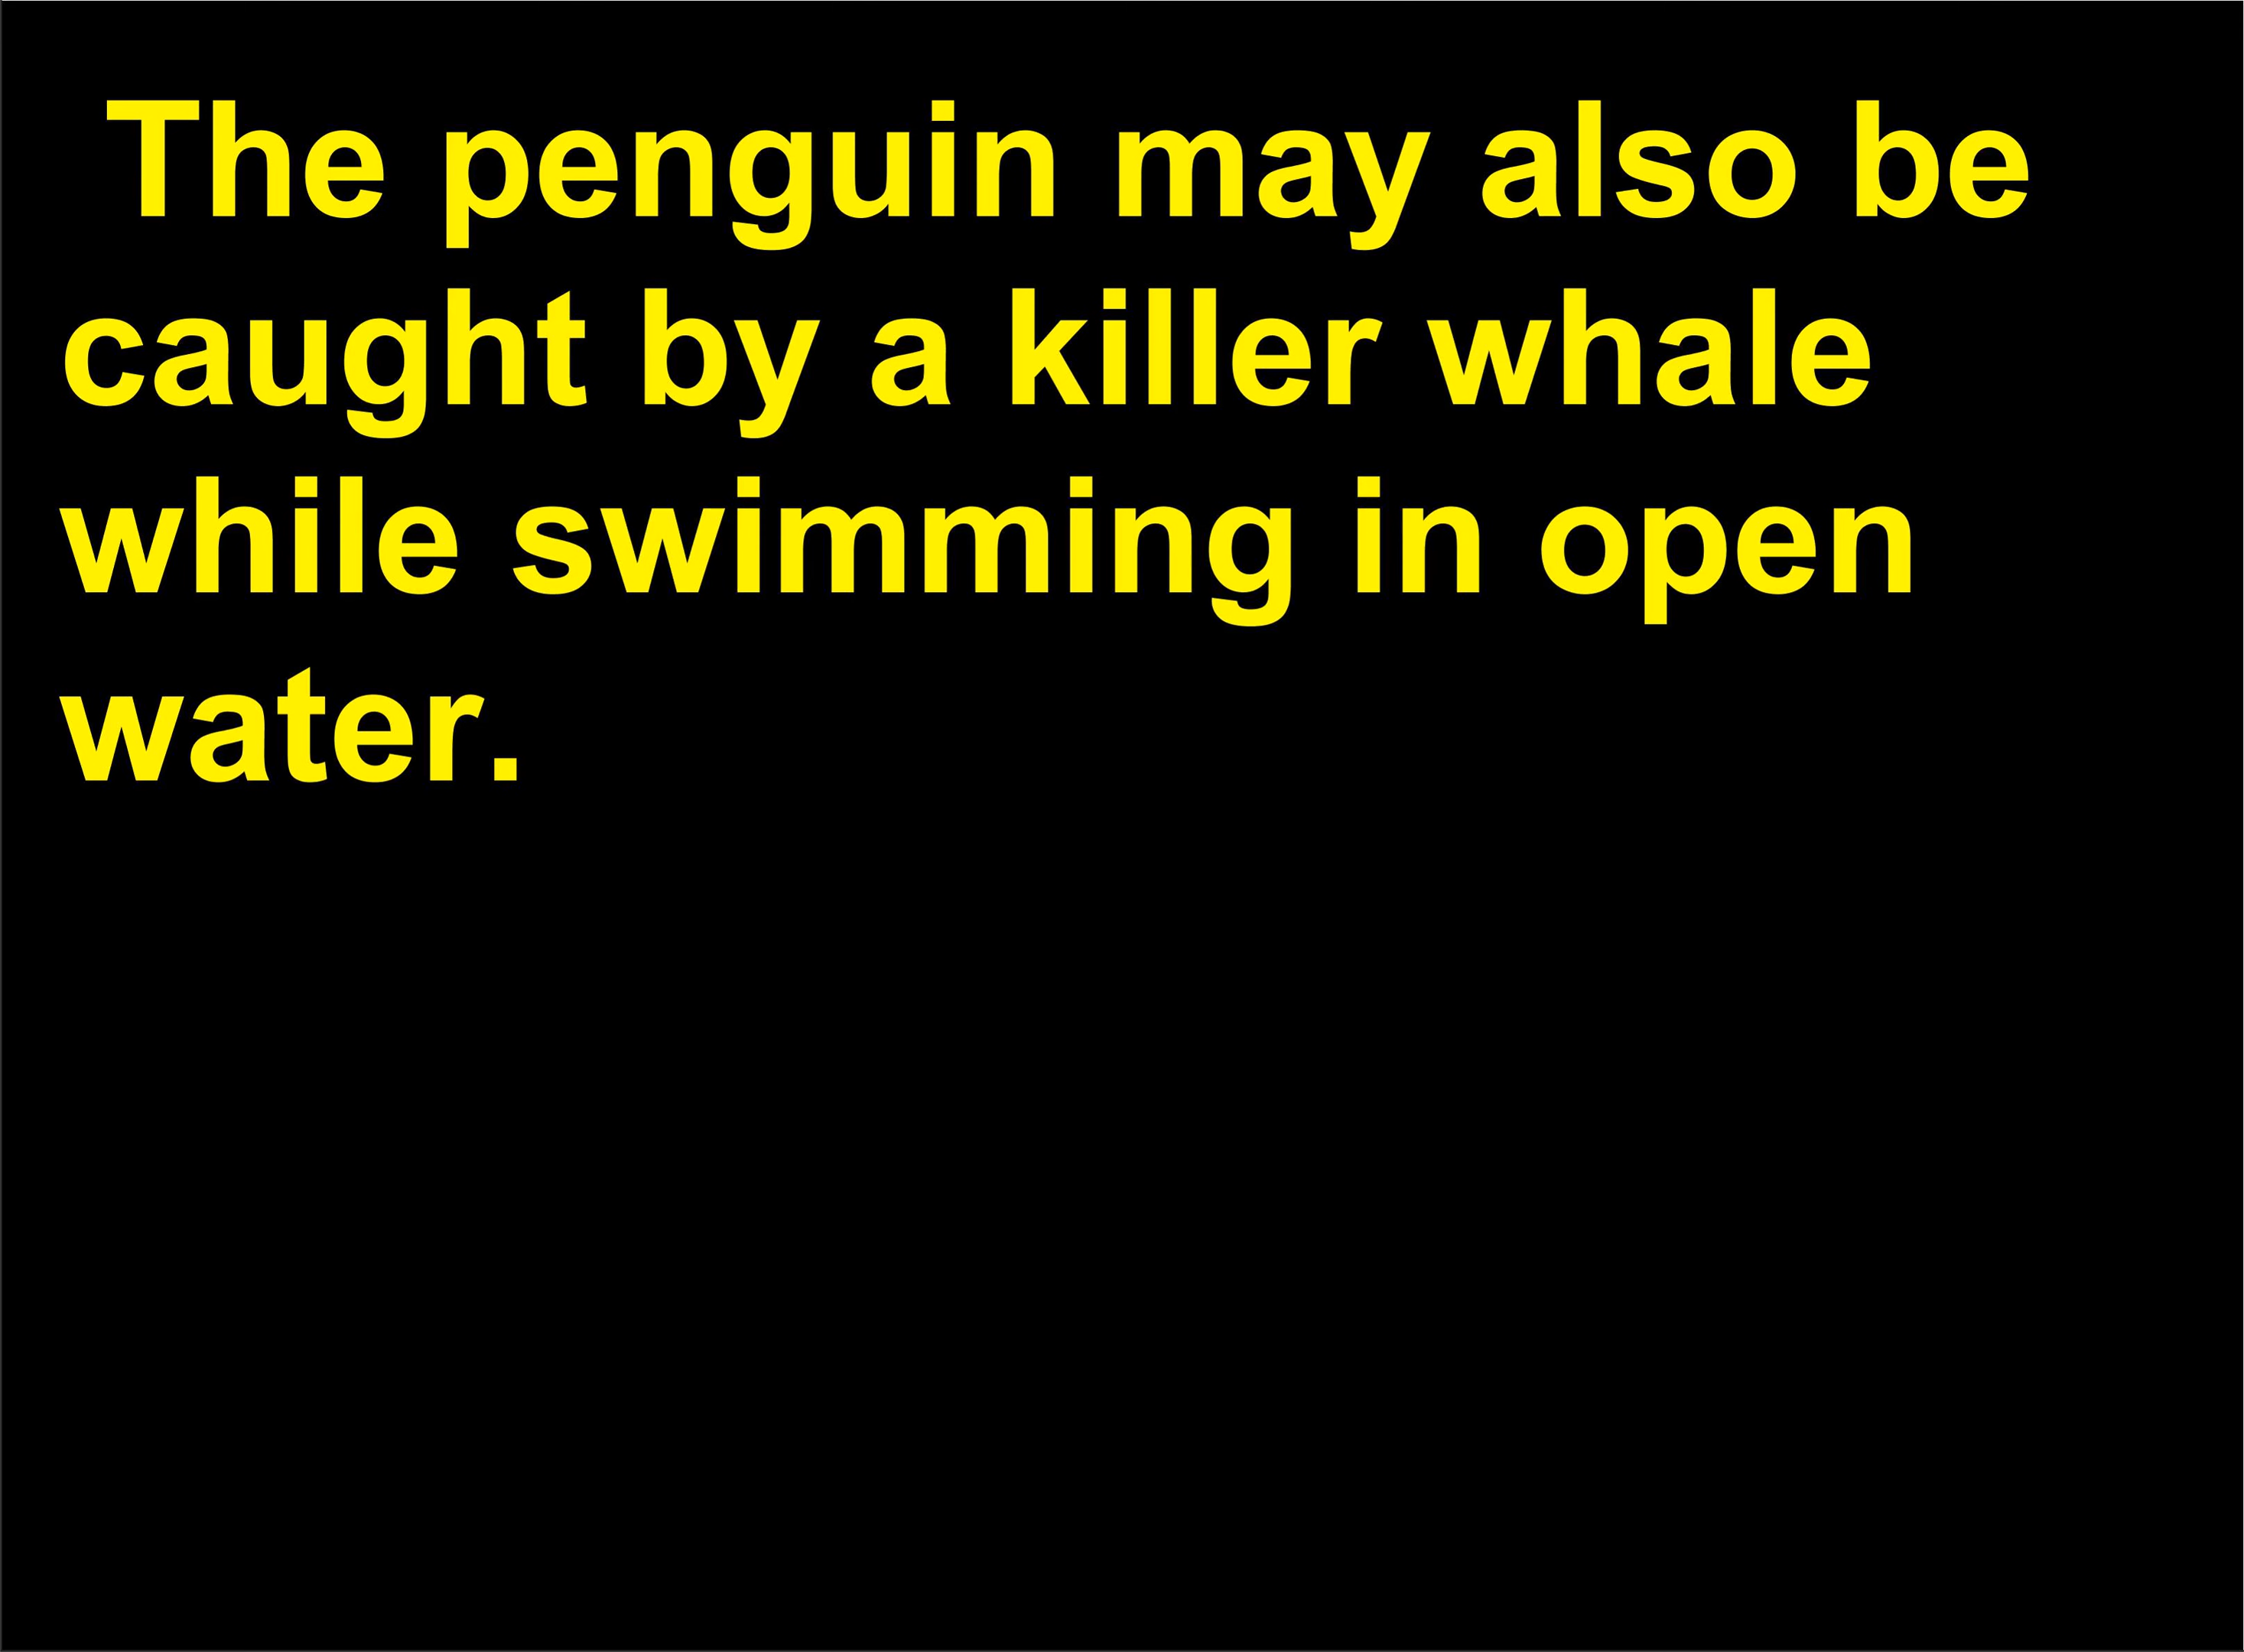 The penguin may also be
caught by a killer whale
while swimming in open
water.